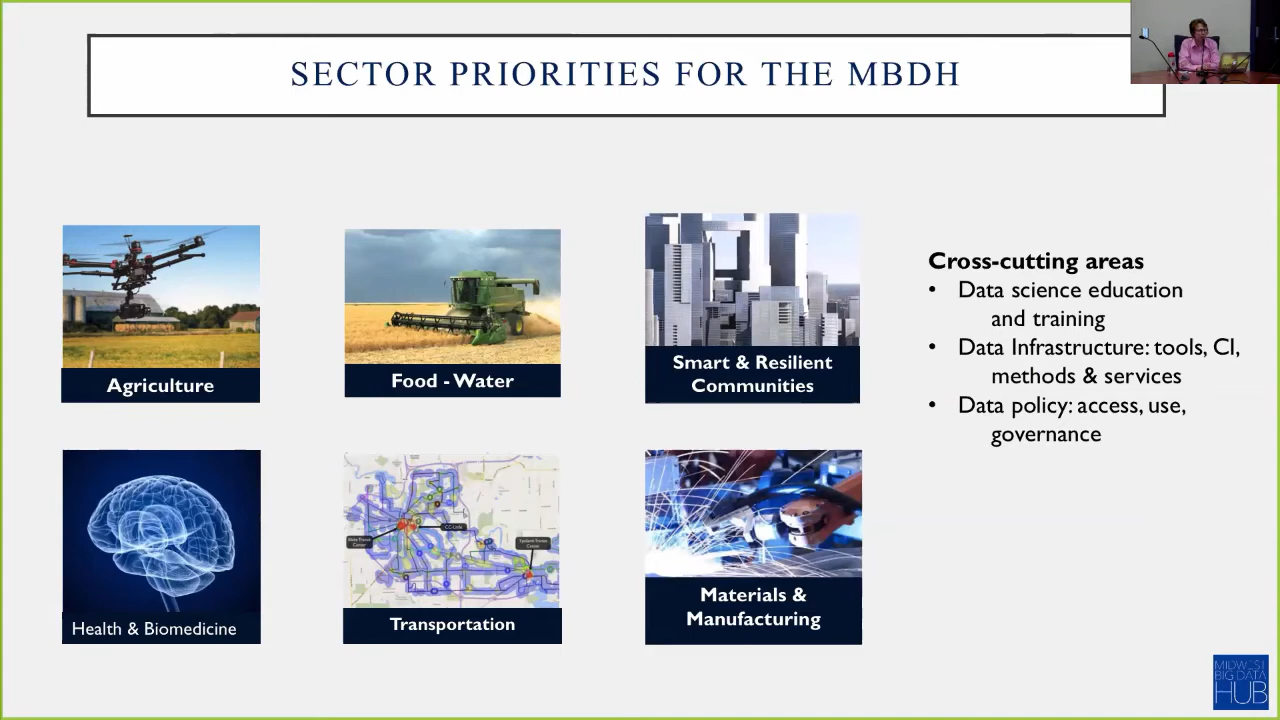 SECTOR PRIORITIES FOR THE MBDH
Agriculture
Food - Water
Smart & Resilient
Communities
Cross-cutting areas
• Data science education
and training
• Data Infrastructure: tools, CI,
methods & services
• Data policy: access, use,
governance
Health & Biomedicine
Transportation
Materials &
Manufacturing
MIDWEST
BIG DATA
HUB